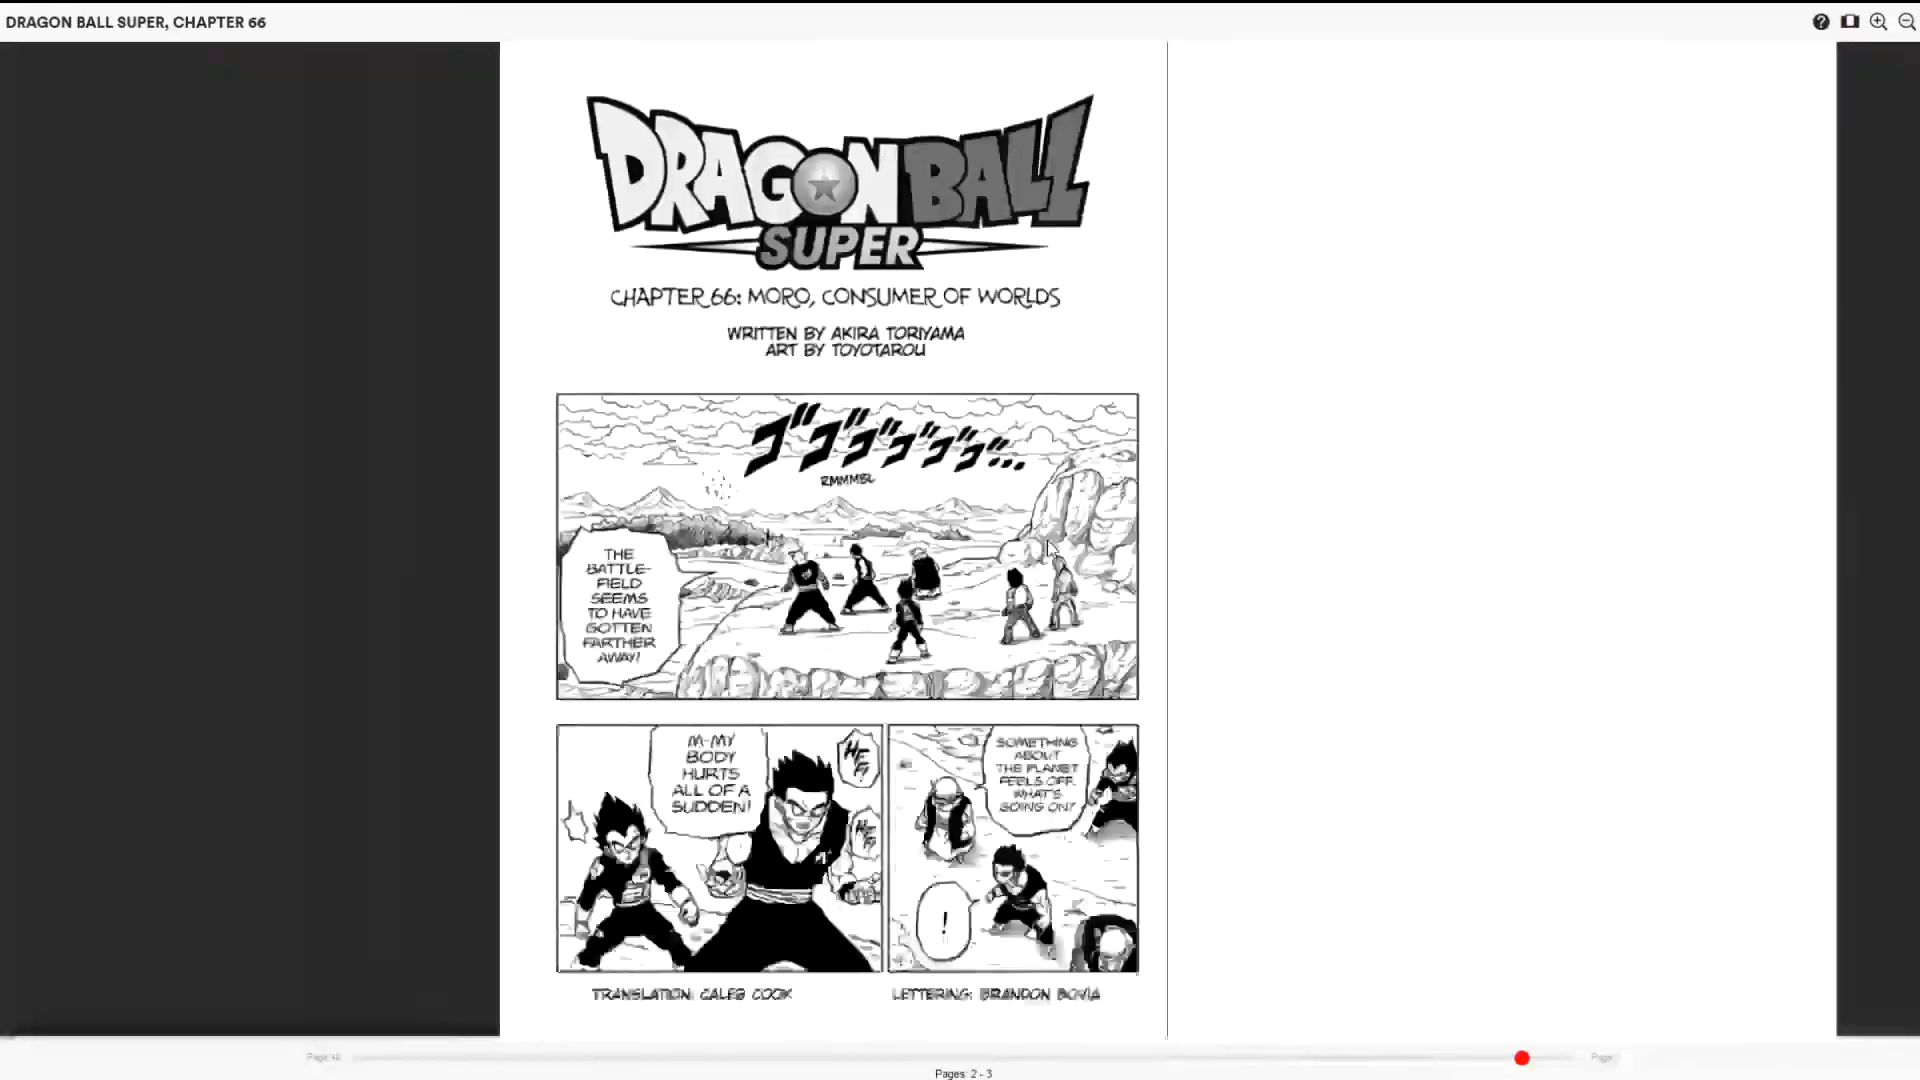 DRAGON BALL SUPER, CHAPTER 66
DRAGON BALL
SUPER
CHAPTER 66: MORO, CONSUMER OF WORLDS
WRITTEN BY AKIRA TORIYAMA
ART BY TOYOTAROU
ゴゴゴゴゴゴ...
RMMMBL
THE
BATTLE-
FIELD
SEEMS
TO HAVE
GOTTEN
FARTHER
AWAY!
M-MY
BODY
HURTS
ALL OF A
SUDDEN!
SOMETHING
ABOUT
THE PLANET
FEELS OFF.
WHAT'S
GOING ON?
!
TRANSLATION: CALEB COOK
LETTERING: BRANDON BOVIA
Pages: 2 - 3